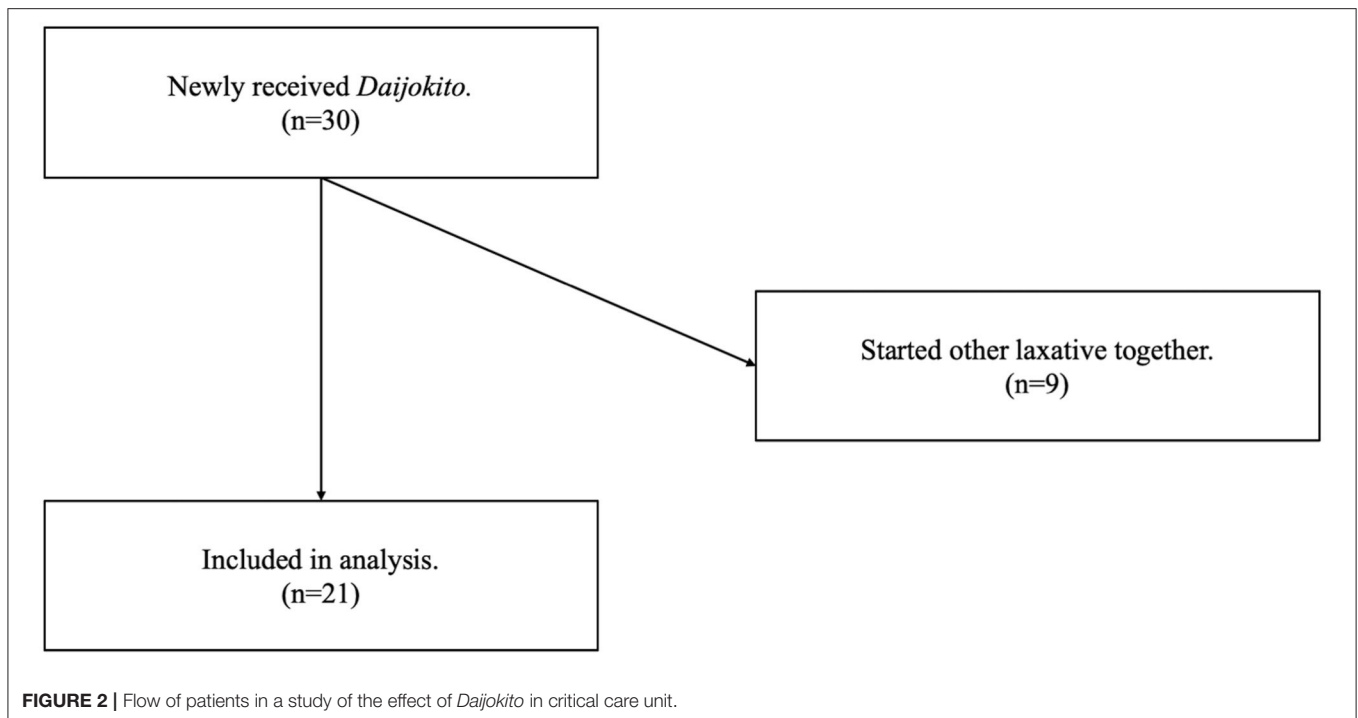 Newly received Daijokito.
(n=30)
Started other laxative together.
(n=9)
Included in analysis.
(n=21)
FIGURE 2 | Flow of patients in a study of the effect of Daijokito in critical care unit.